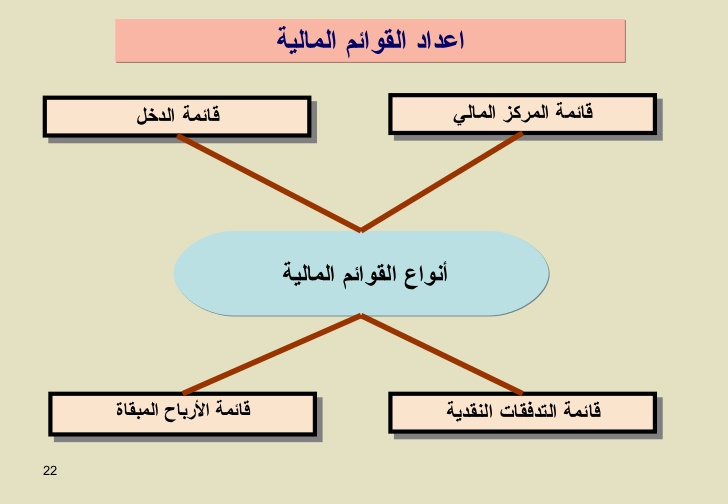 اعداد القوائم المالية
قائمة المركز المالي
قائمة الدخل
أنواع القوائم المالية
قائمة التدفقات النقدية
قائمة الأرباح المبقاة
22